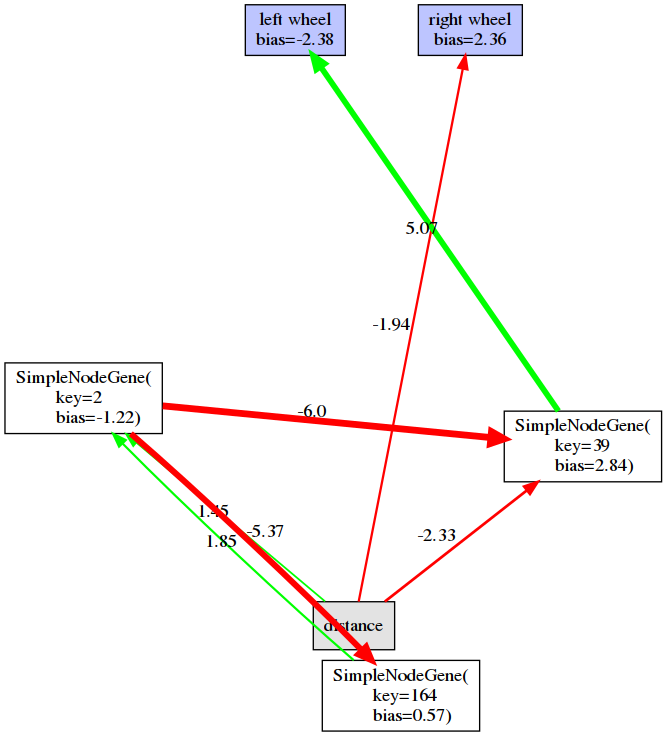 left wheel
bias=-2.38
right wheel
bias=2.36
5.07
-1.94
SimpleNodeGene(
key=2
bias=-1.22)
-6.0
SimpleNodeGene(
key=39
bias=2.84)
1.45
-5.37
1.85
-2.33
distance
SimpleNodeGene(
key=164
bias=0.57)